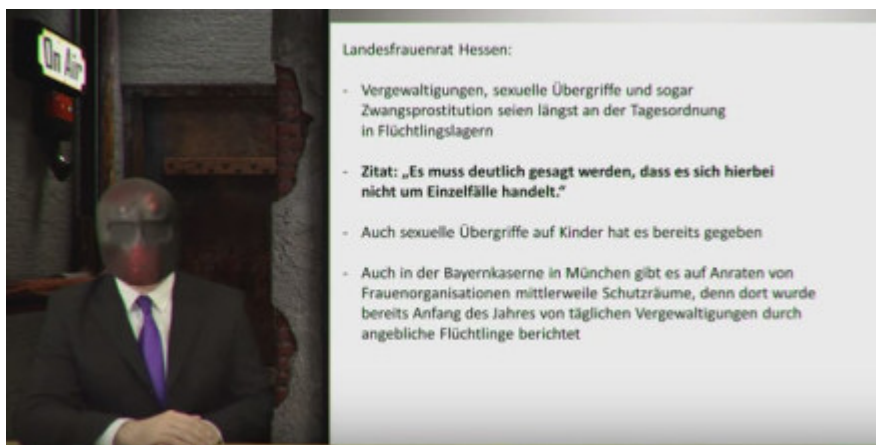 On Air
Landesfrauenrat Hessen:
- Vergewaltigungen, sexuelle Übergriffe und sogar
Zwangsprostitution seien längst an der Tagesordnung
in Flüchtlingslagern
- Zitat: „Es muss deutlich gesagt werden, dass es sich hierbei
nicht um Einzelfälle handelt.“
- Auch sexuelle Übergriffe auf Kinder hat es bereits gegeben
- Auch in der Bayernkaserne in München gibt es auf Anraten von
Frauenorganisationen mittlerweile Schutzräume, denn dort wurde
bereits Anfang des Jahres von täglichen Vergewaltigungen durch
angebliche Flüchtlinge berichtet